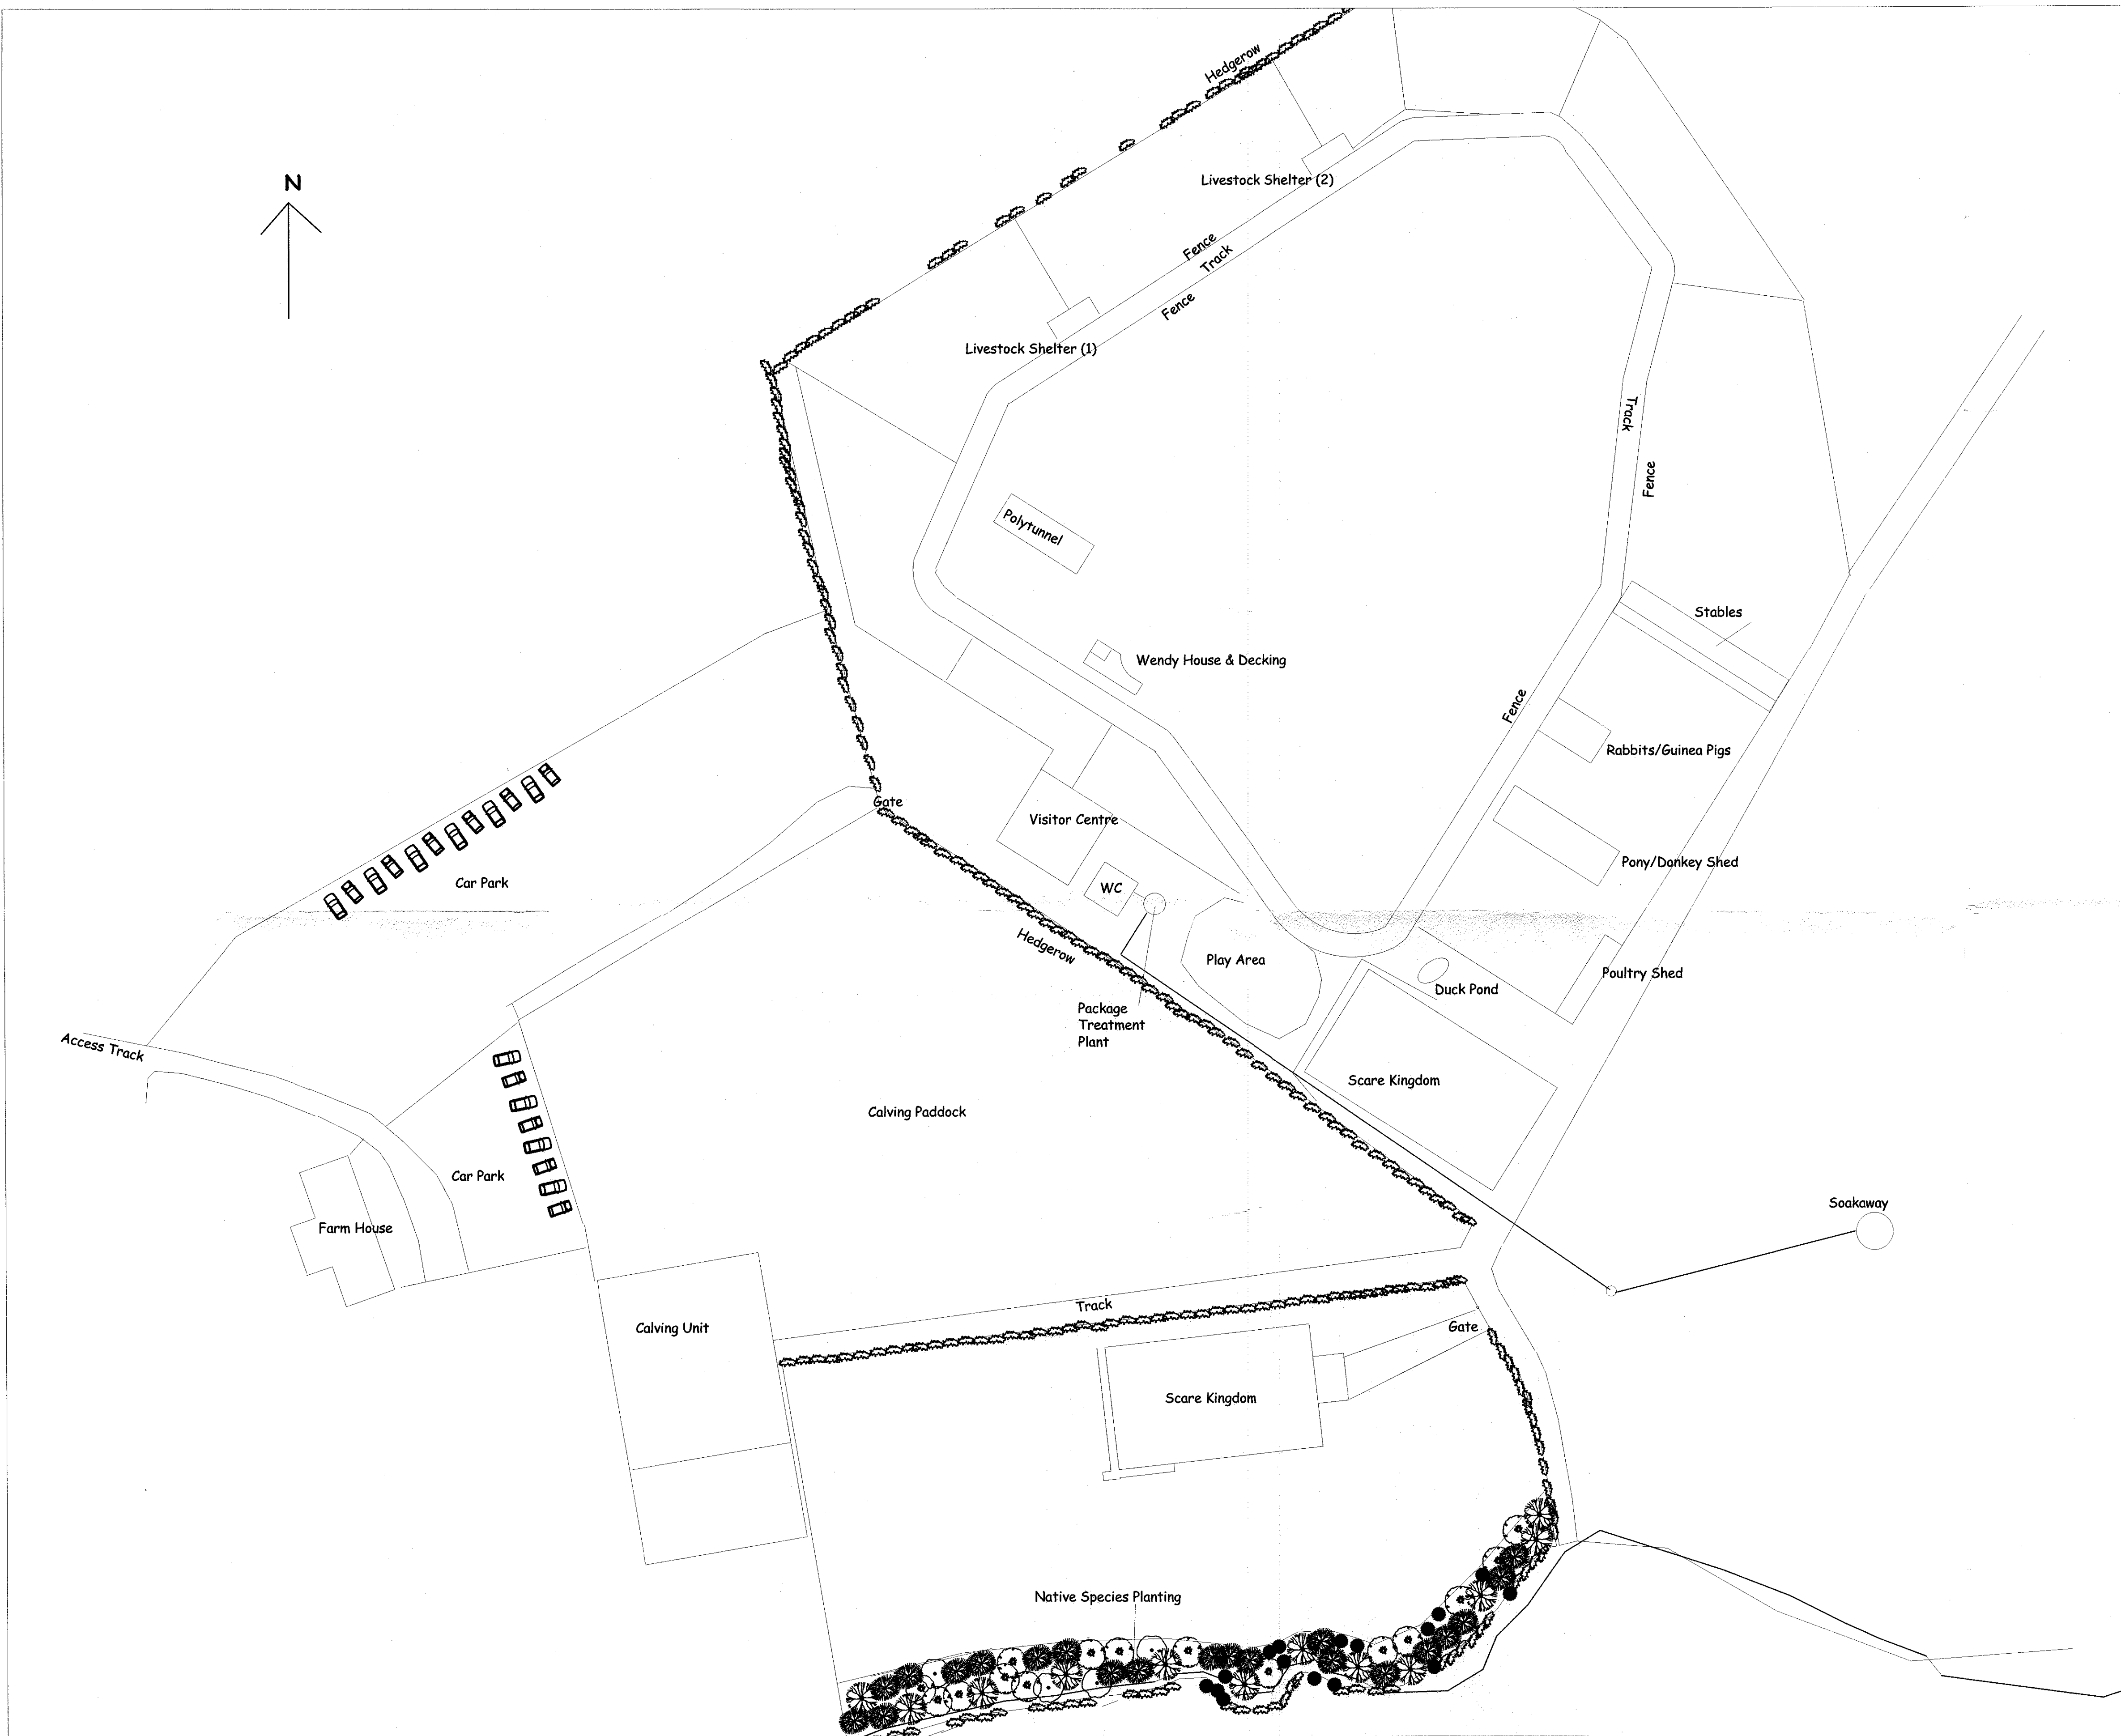 Hedgerow
N
Livestock Shelter (2)
Fence
Track
Fence
Livestock Shelter (1)
Track
Fence
Polytunnel
Stables
Wendy House & Decking
Fence
Rabbits/Guinea Pigs
Gate
Visitor Centre
Pony/Donkey Shed
Car Park
WC
Hedgerow
Play Area
Poultry Shed
Duck Pond
Package
Treatment
Plant
Access Track
Scare Kingdom
Calving Paddock
Car Park
Soakaway
Farm House
Track
Calving Unit
Gate
Scare Kingdom
Native Species Planting